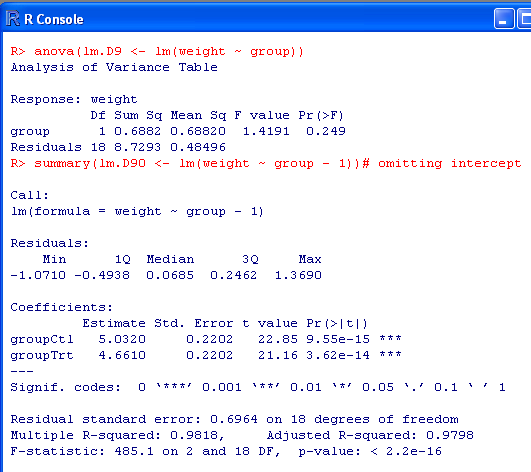 R Console
R> anova(lm.D9 <- lm(weight ~ group))
Analysis of Variance Table
Response: weight
Df Sum Sq Mean Sq F value Pr(>F)
group 1 0.6882 0.68820 1.4191 0.249
Residuals 18 8.7293 0.48496
R> summary(lm.D90 <- lm(weight ~ group - 1))# omitting intercept
Call:
lm(formula = weight ~ group - 1)
Residuals:
Min 1Q Median 3Q Max
-1.0710 -0.4938 0.0685 0.2462 1.3690
Coefficients:
Estimate Std. Error t value Pr(>|t|)
groupCtl 5.0320 0.2202 22.85 9.55e-15 ***
groupTrt 4.6610 0.2202 21.16 3.62e-14 ***
---
Signif. codes: 0 ‘***’ 0.001 ‘**’ 0.01 ‘*’ 0.05 ‘.’ 0.1 ‘ ’ 1
Residual standard error: 0.6964 on 18 degrees of freedom
Multiple R-squared: 0.9818, Adjusted R-squared: 0.9798
F-statistic: 485.1 on 2 and 18 DF, p-value: < 2.2e-16